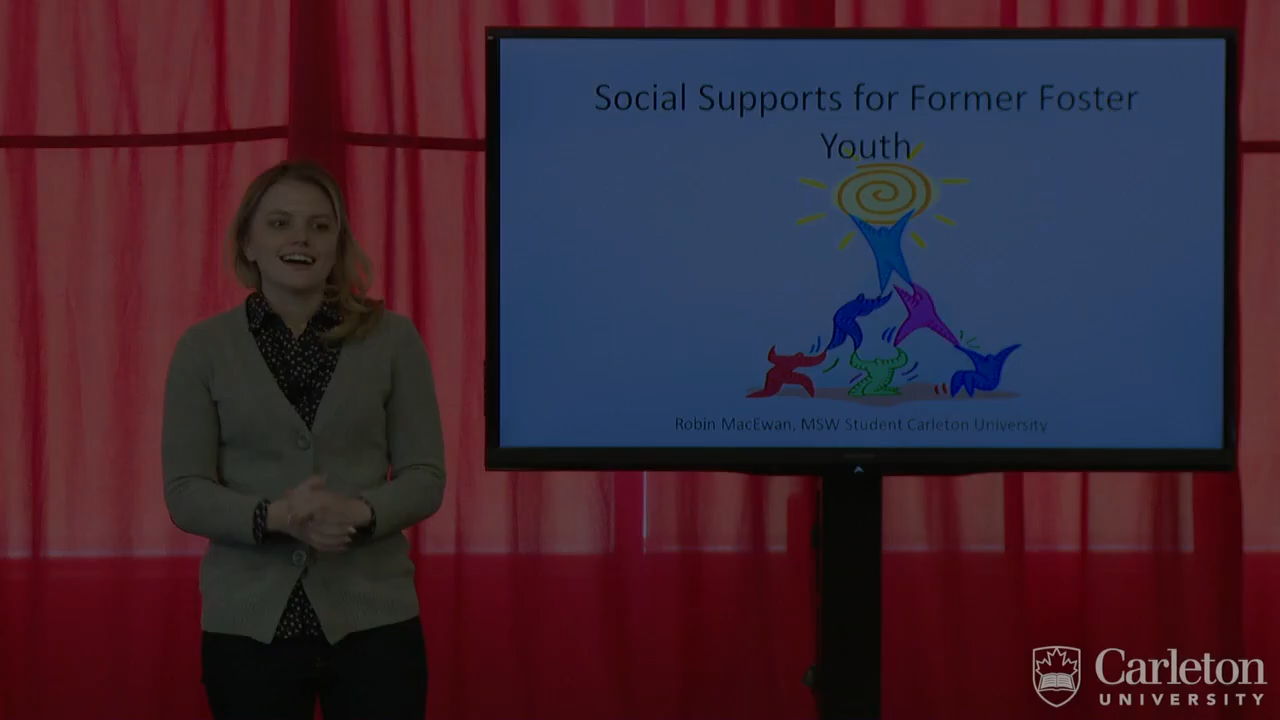 Social Supports for Former Foster
Youth
Robin MacEwan, MSW Student Carleton University
Carleton
UNIVERSITY